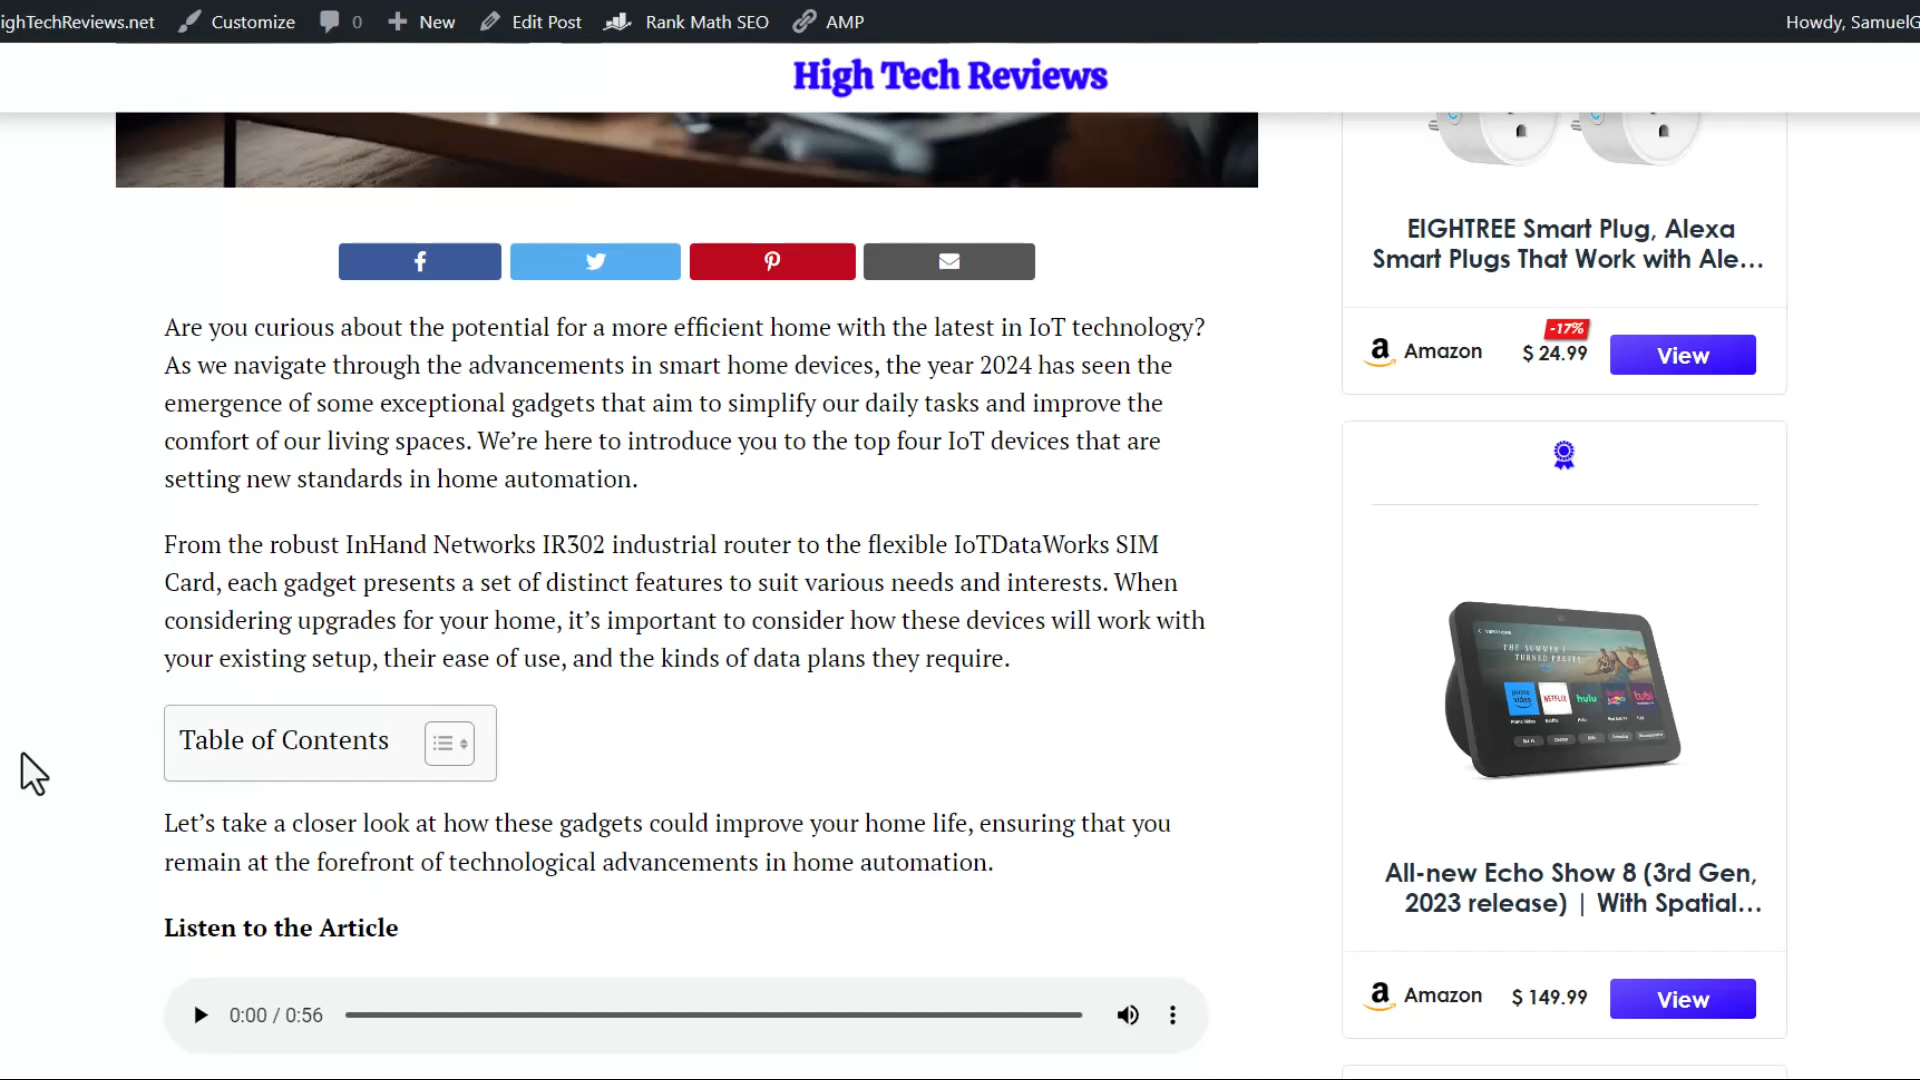 ighTechReviews.net Customize 0 New Edit Post Rank Math SEO AMP Howdy, SamuelG
High Tech Reviews
Are you curious about the potential for a more efficient home with the latest in IoT technology?
As we navigate through the advancements in smart home devices, the year 2024 has seen the
emergence of some exceptional gadgets that aim to simplify our daily tasks and improve the
comfort of our living spaces. We’re here to introduce you to the top four IoT devices that are
setting new standards in home automation.
From the robust InHand Networks IR302 industrial router to the flexible IoTDataWorks SIM
Card, each gadget presents a set of distinct features to suit various needs and interests. When
considering upgrades for your home, it’s important to consider how these devices will work with
your existing setup, their ease of use, and the kinds of data plans they require.
Table of Contents
Let’s take a closer look at how these gadgets could improve your home life, ensuring that you
remain at the forefront of technological advancements in home automation.
Listen to the Article
0:00 / 0:56
EIGHTREE Smart Plug, Alexa
Smart Plugs That Work with Ale...
-17%
a Amazon $ 24.99 View
THE SUMMER I
TURNED PRETTY
prime video NETFLIX hulu tubi
All-new Echo Show 8 (3rd Gen,
2023 release) | With Spatial...
a Amazon $ 149.99 View